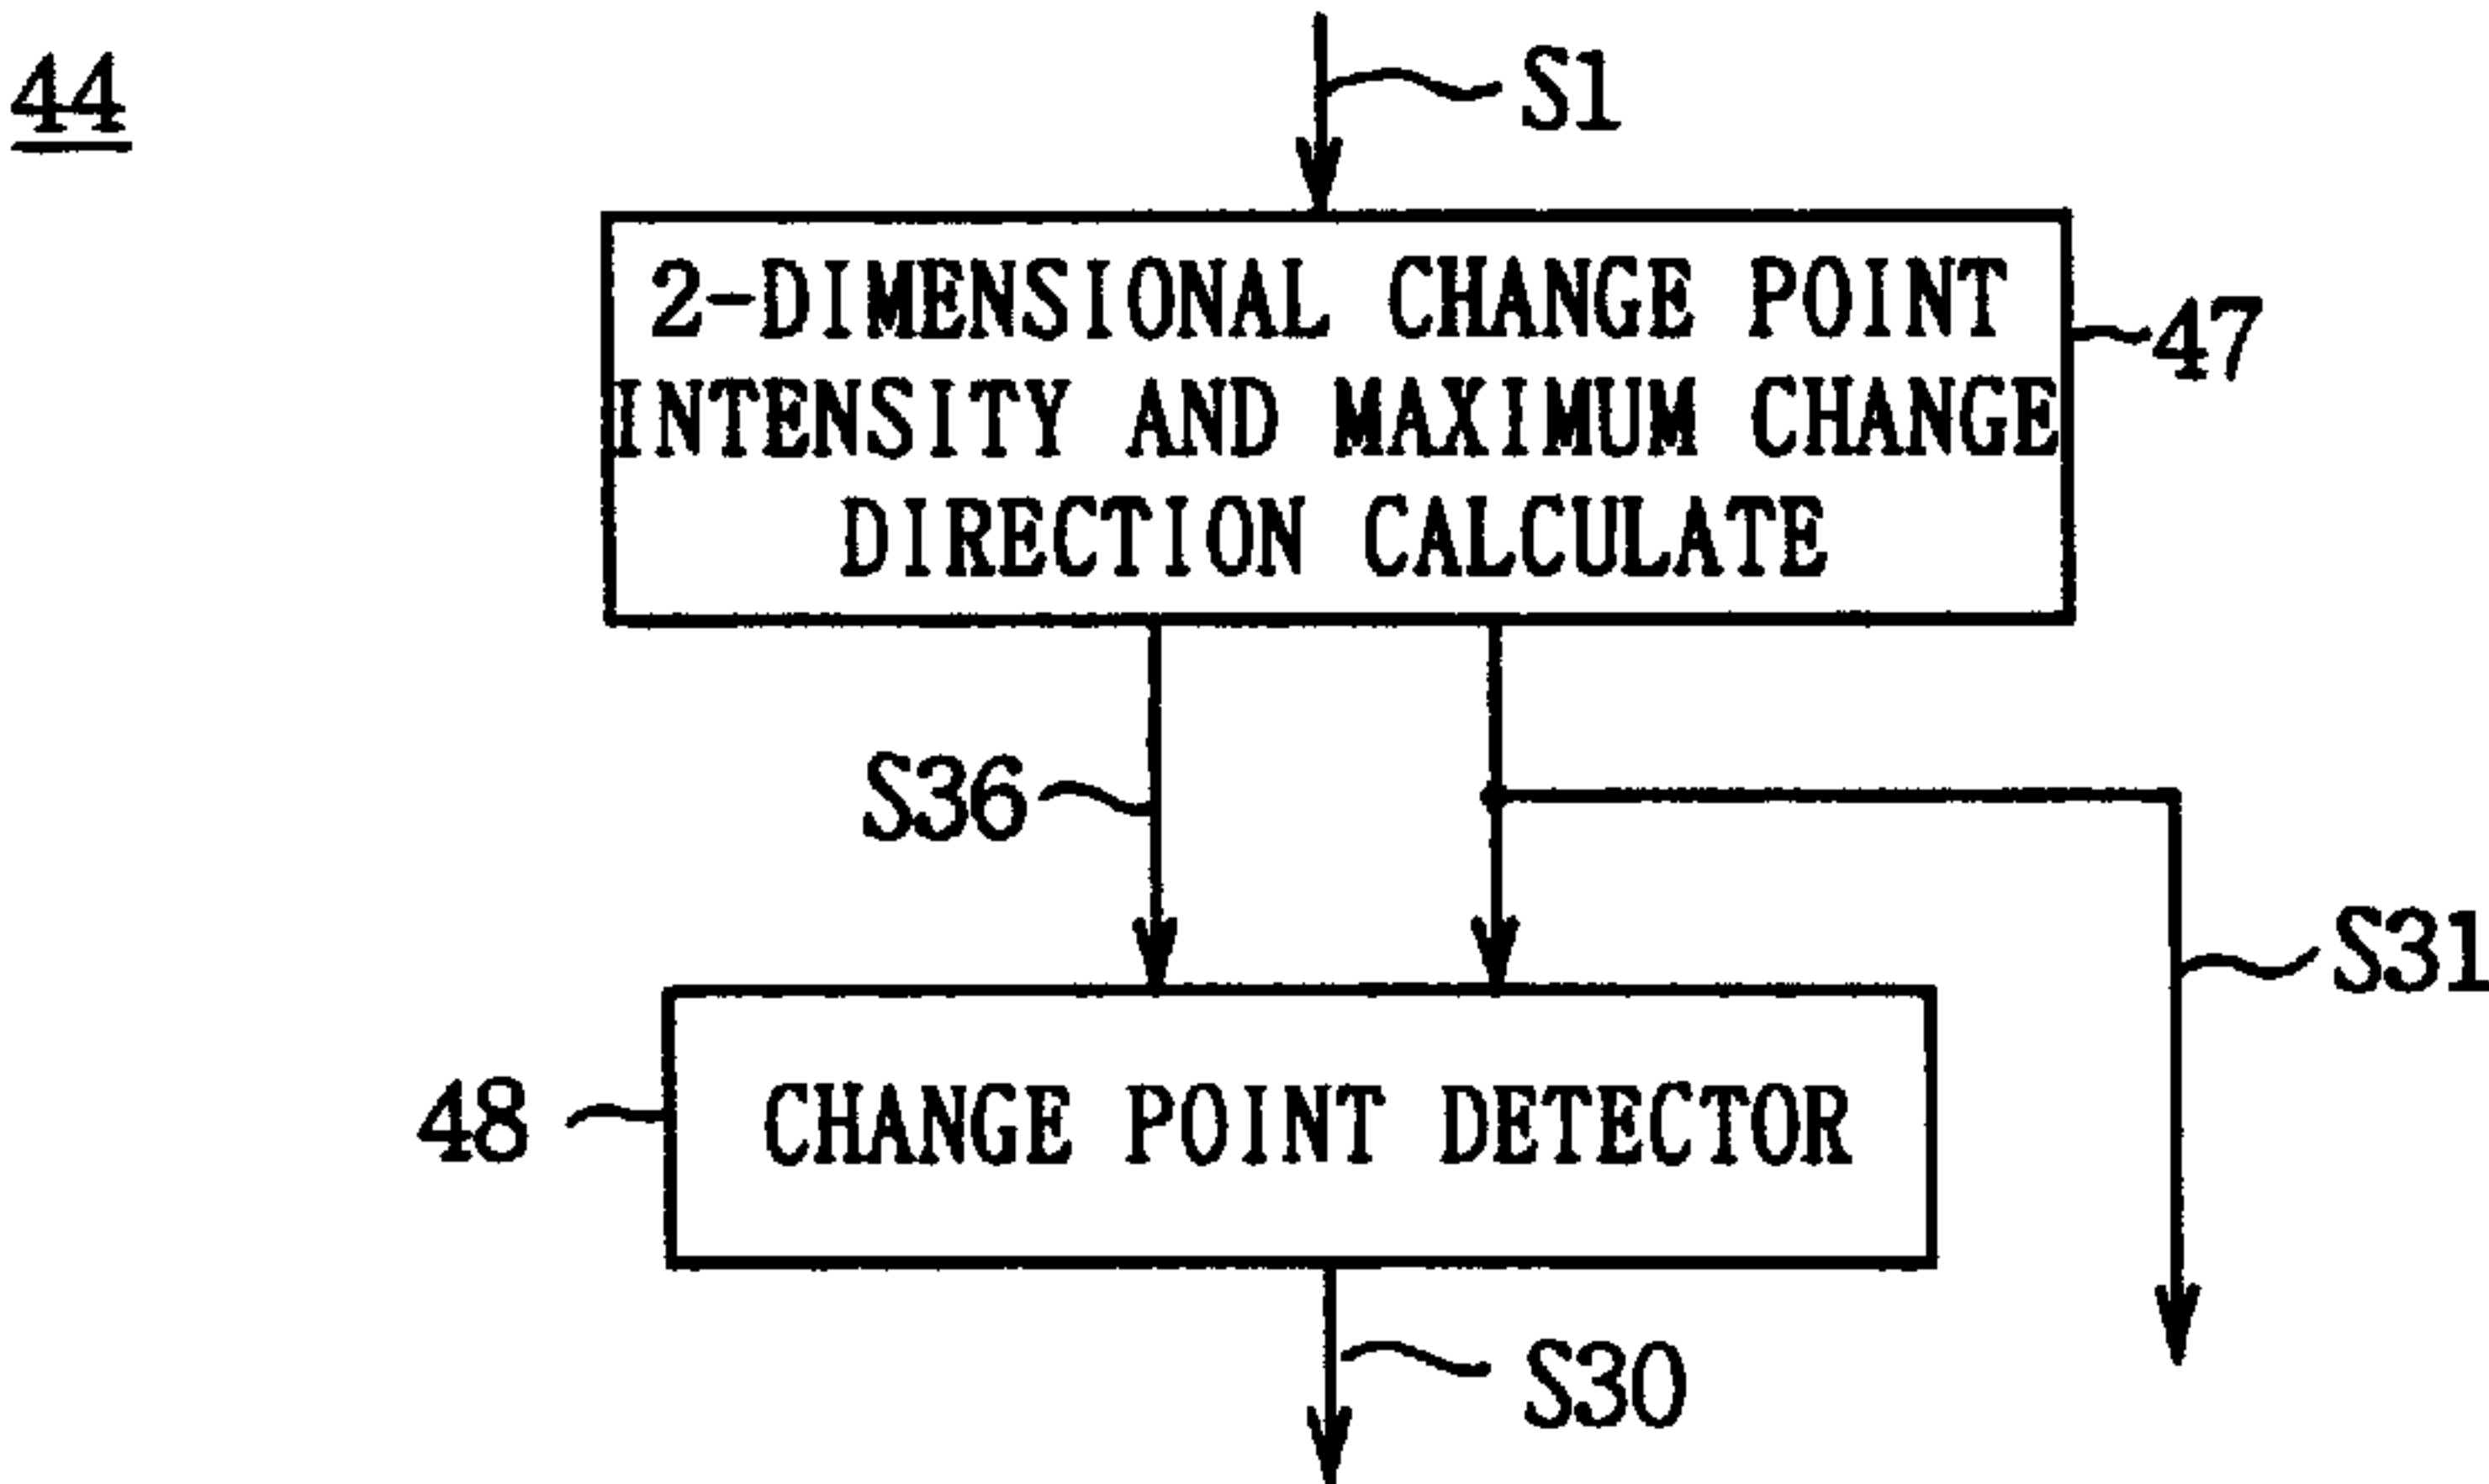 44
S1
2-DIMENSIONAL CHANGE POINT
INTENSITY AND MAXIMUM CHANGE
DIRECTION CALCULATE
47
S36
S31
48
CHANGE POINT DETECTOR
S30